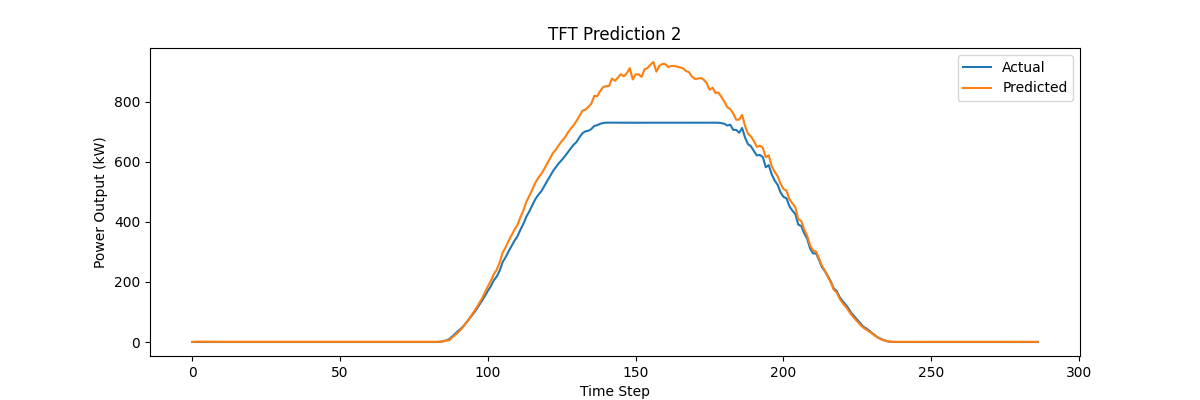 TFT Prediction 2
Actual
Predicted
Power Output (kW)
800
600
400
200
0
0 50 100 150 200 250 300
Time Step